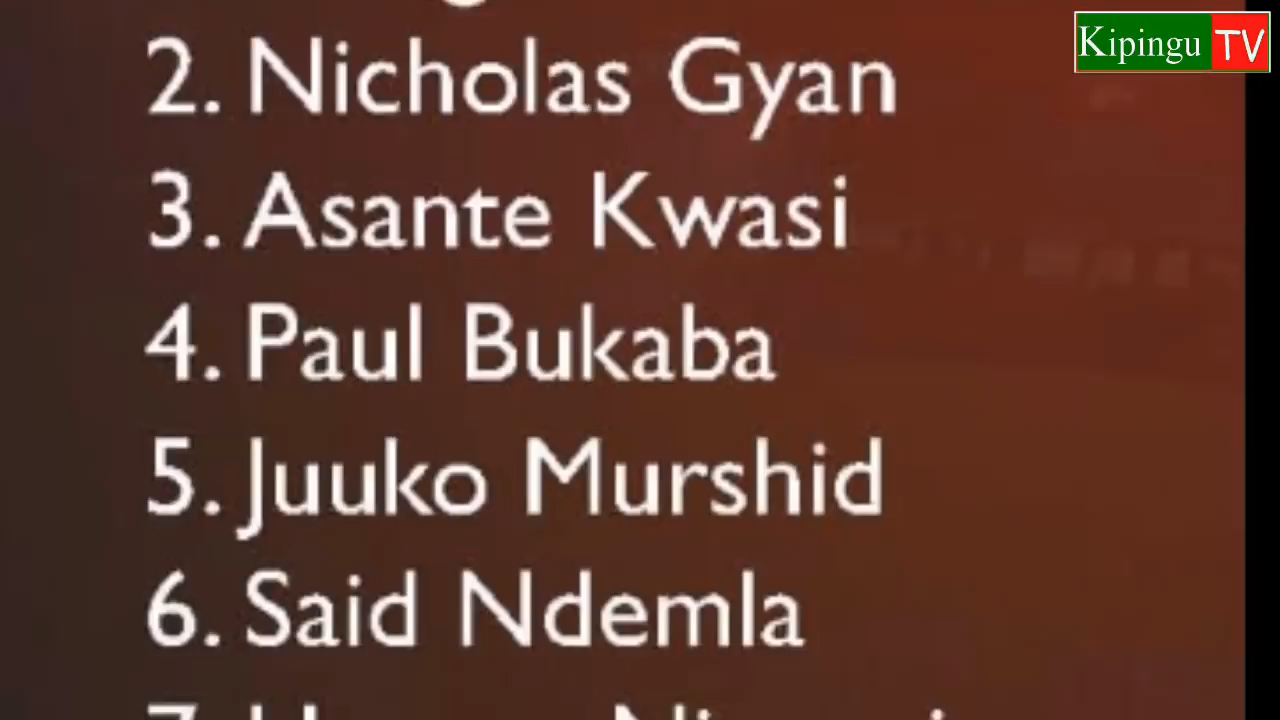 Kipingu TV
2. Nicholas Gyan
3. Asante Kwasi
4. Paul Bukaba
5. Juuko Murshid
6. Said Ndemla